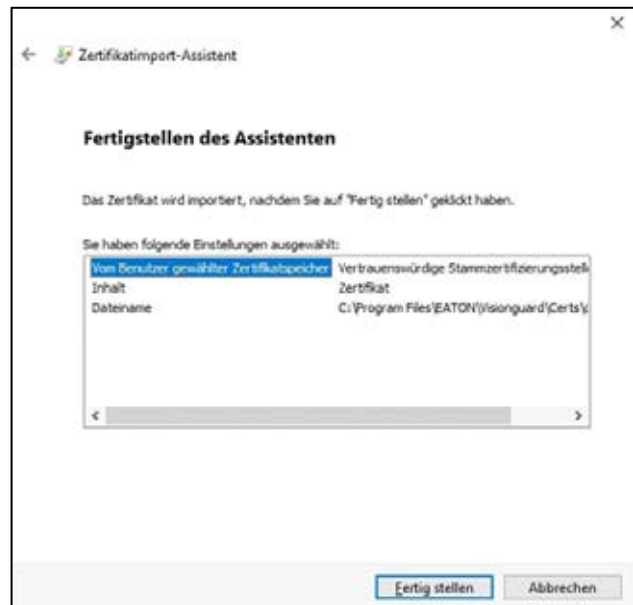 Zertifikatimport-Assistent
Fertigstellen des Assistenten
Das Zertifikat wird importiert, nachdem Sie auf "Fertig stellen" geklickt haben.
Sie haben folgende Einstellungen ausgewählt:
Vom Benutzer gewählter Zertifikatspeicher Vertrauenswürdige Stammzertifizierungsstell
Inhalt Zertifikat
Dateiname C:\Program Files\EATON\Visionguard\Certs\
Fertig stellen Abbrechen